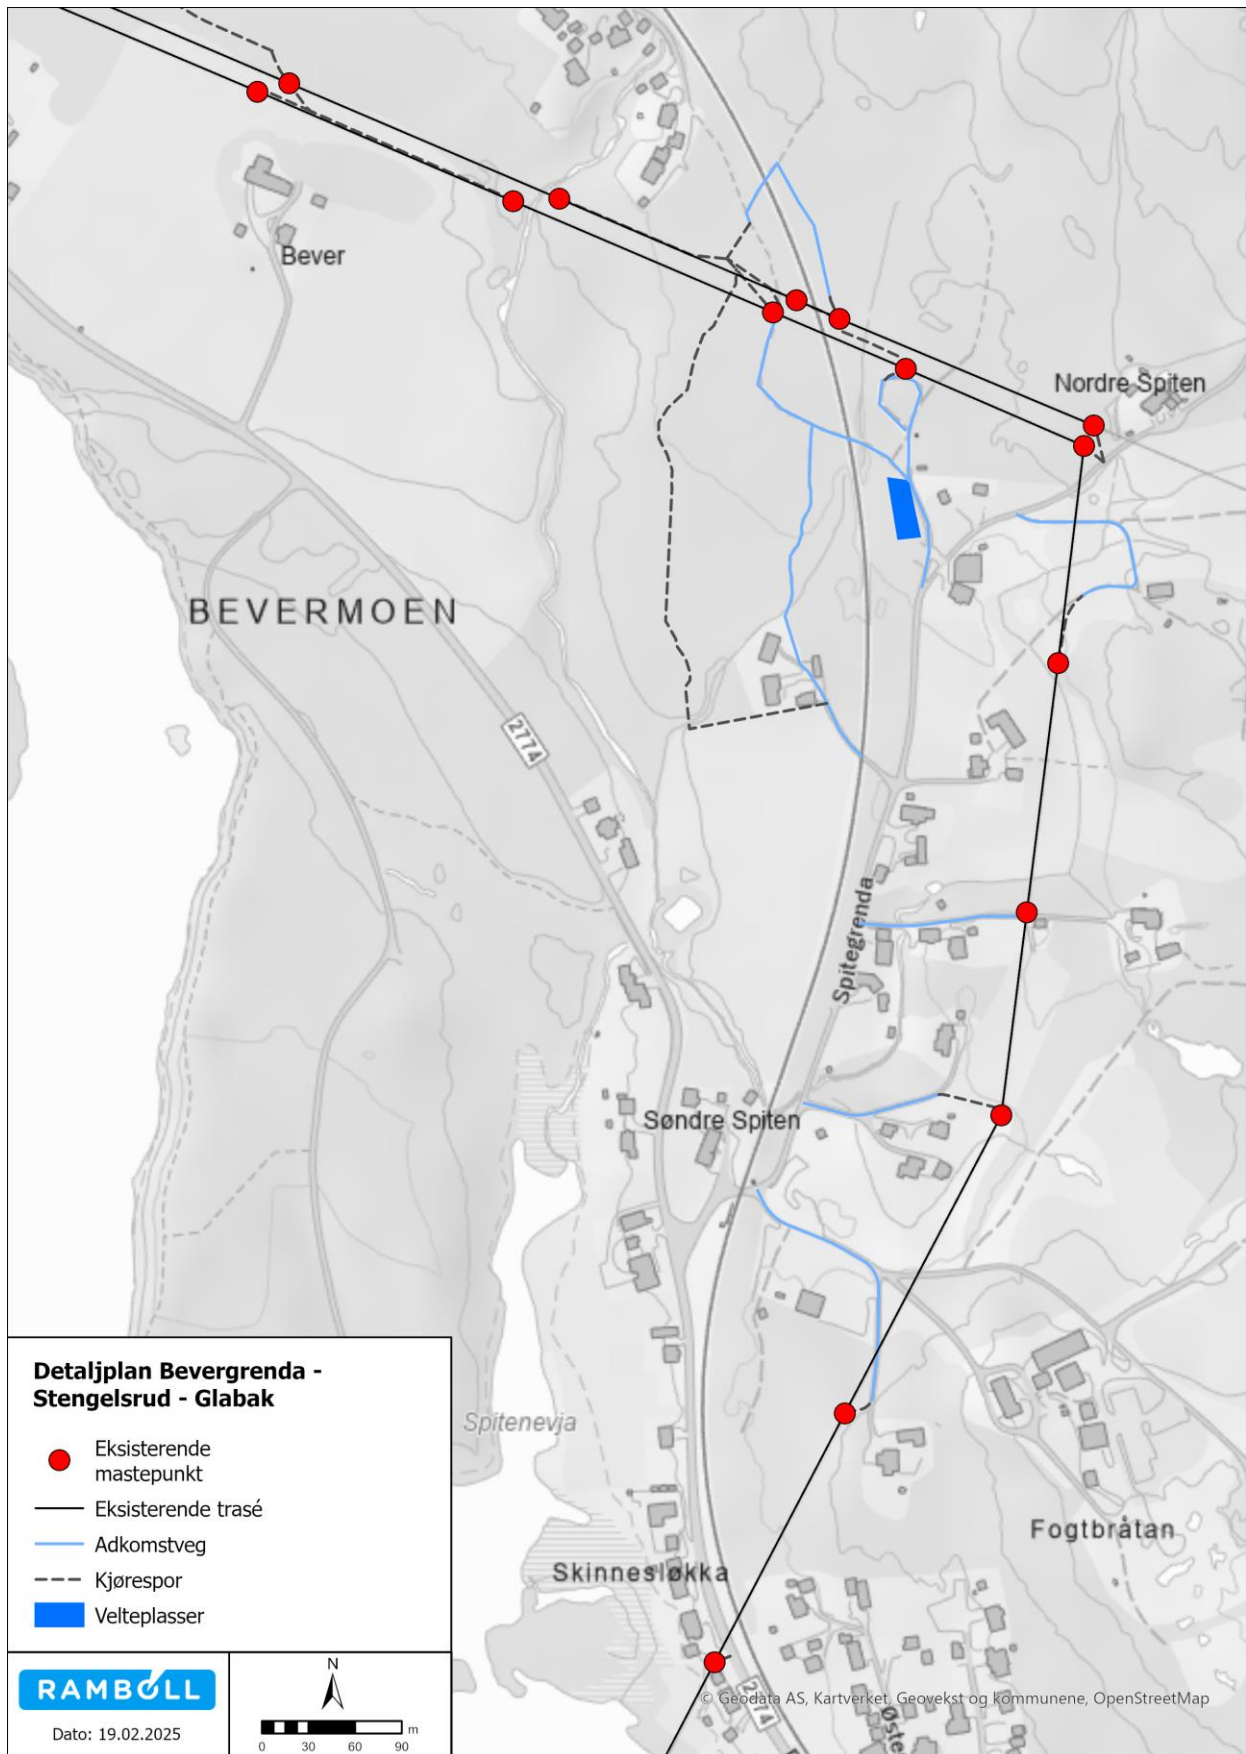 Bever
Nordre Spiten
BEVERMOEN
2774
Spitegrenda
Søndre Spiten
Spitenevja
Fogtbråtan
Skinnesløkka
2774
© Geodata AS, Kartverket, Geovekst og kommunene, OpenStreetMap
Detaljplan Bevergrenda -
Stengelsrud - Glabak
Eksisterende
mastepunkt
Eksisterende trasé
Adkomstveg
Kjørespor
Velteplasser
RAMBOLL
Dato: 19.02.2025
N
m
0 30 60 90